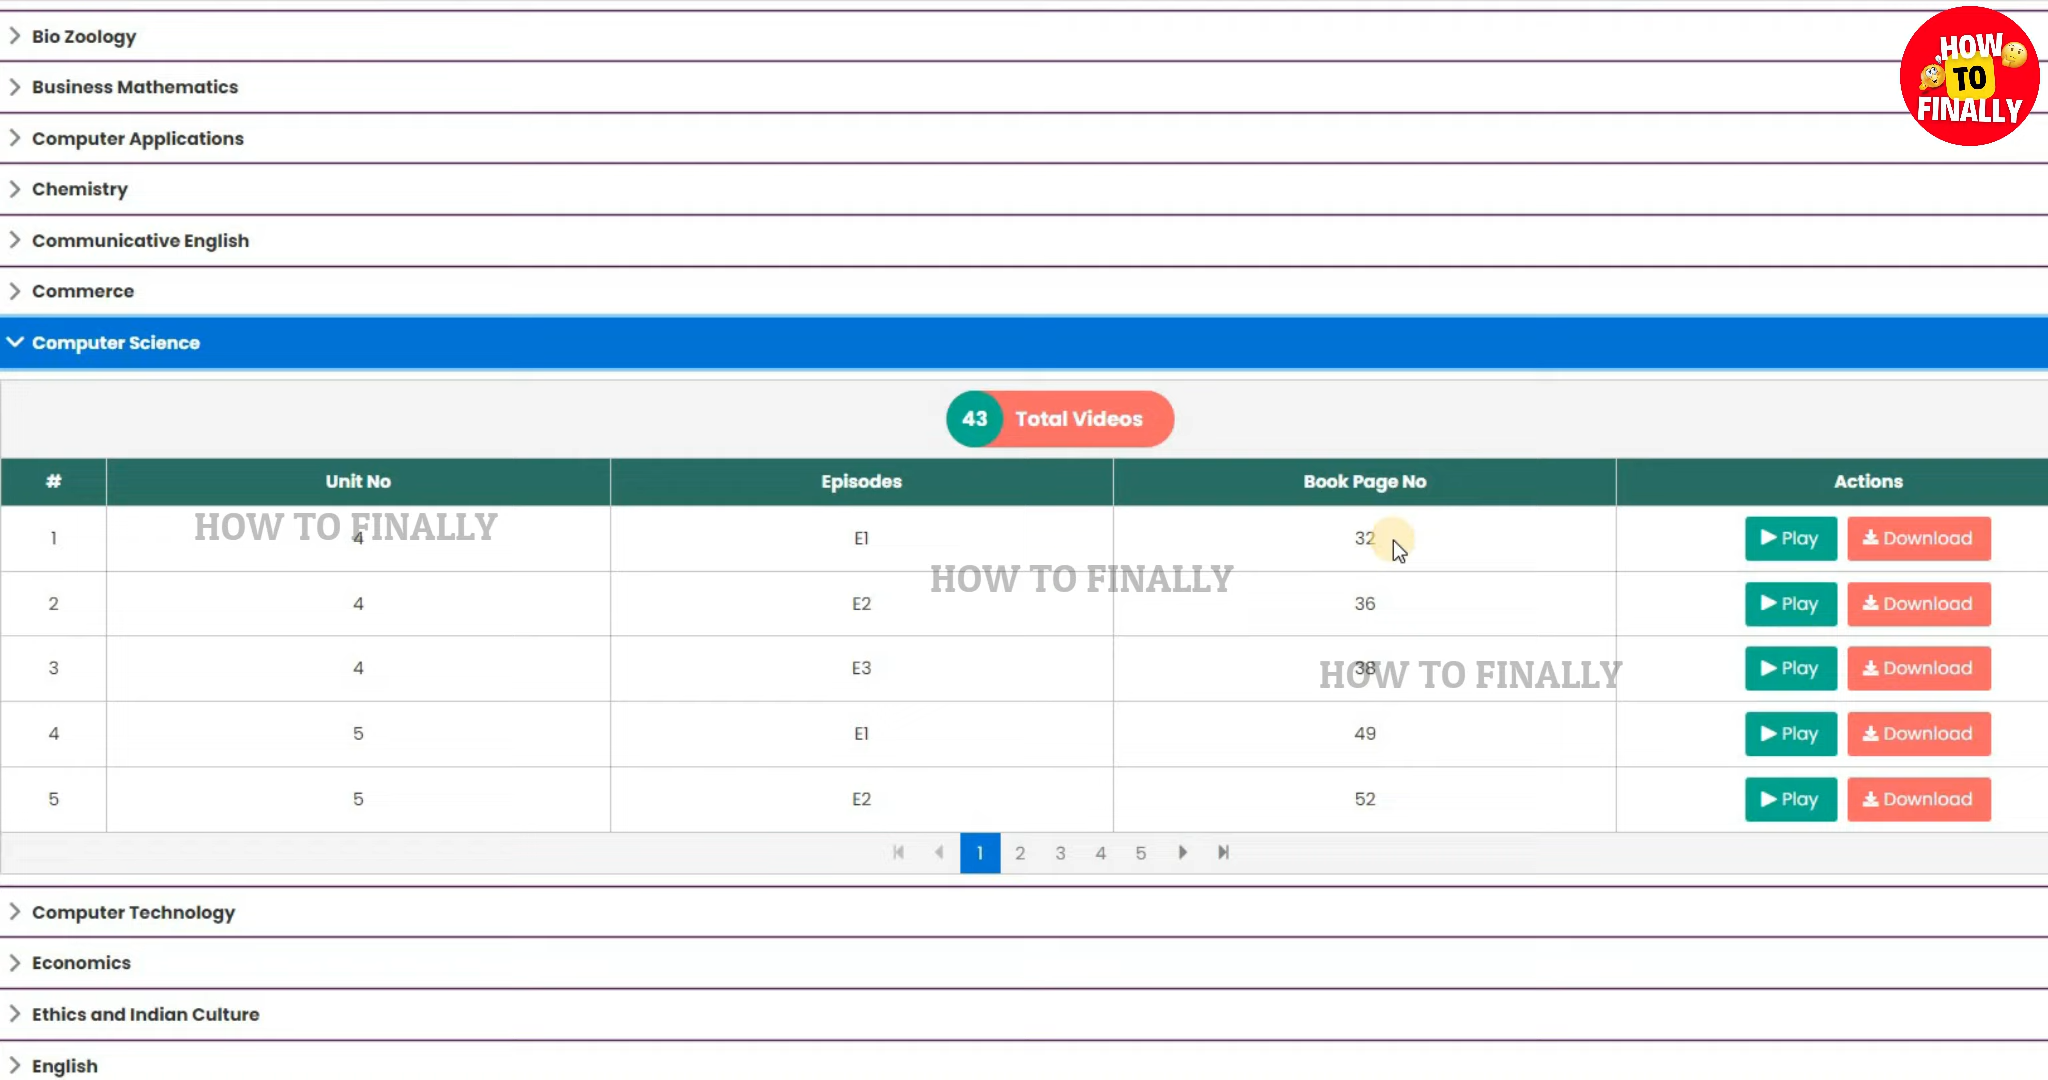 Bio Zoology
HOW
TO
FINALLY
Business Mathematics
Computer Applications
Chemistry
Communicative English
Commerce
Computer Science
43 Total Videos
# Unit No Episodes Book Page No Actions
1 4 E1 32 Play Download
HOW TO FINALLY
HOW TO FINALLY
2 4 E2 36 Play Download
3 4 E3 38 Play Download
HOW TO FINALLY
4 5 E1 49 Play Download
5 5 E2 52 Play Download
1 2 3 4 5
Computer Technology
Economics
Ethics and Indian Culture
English